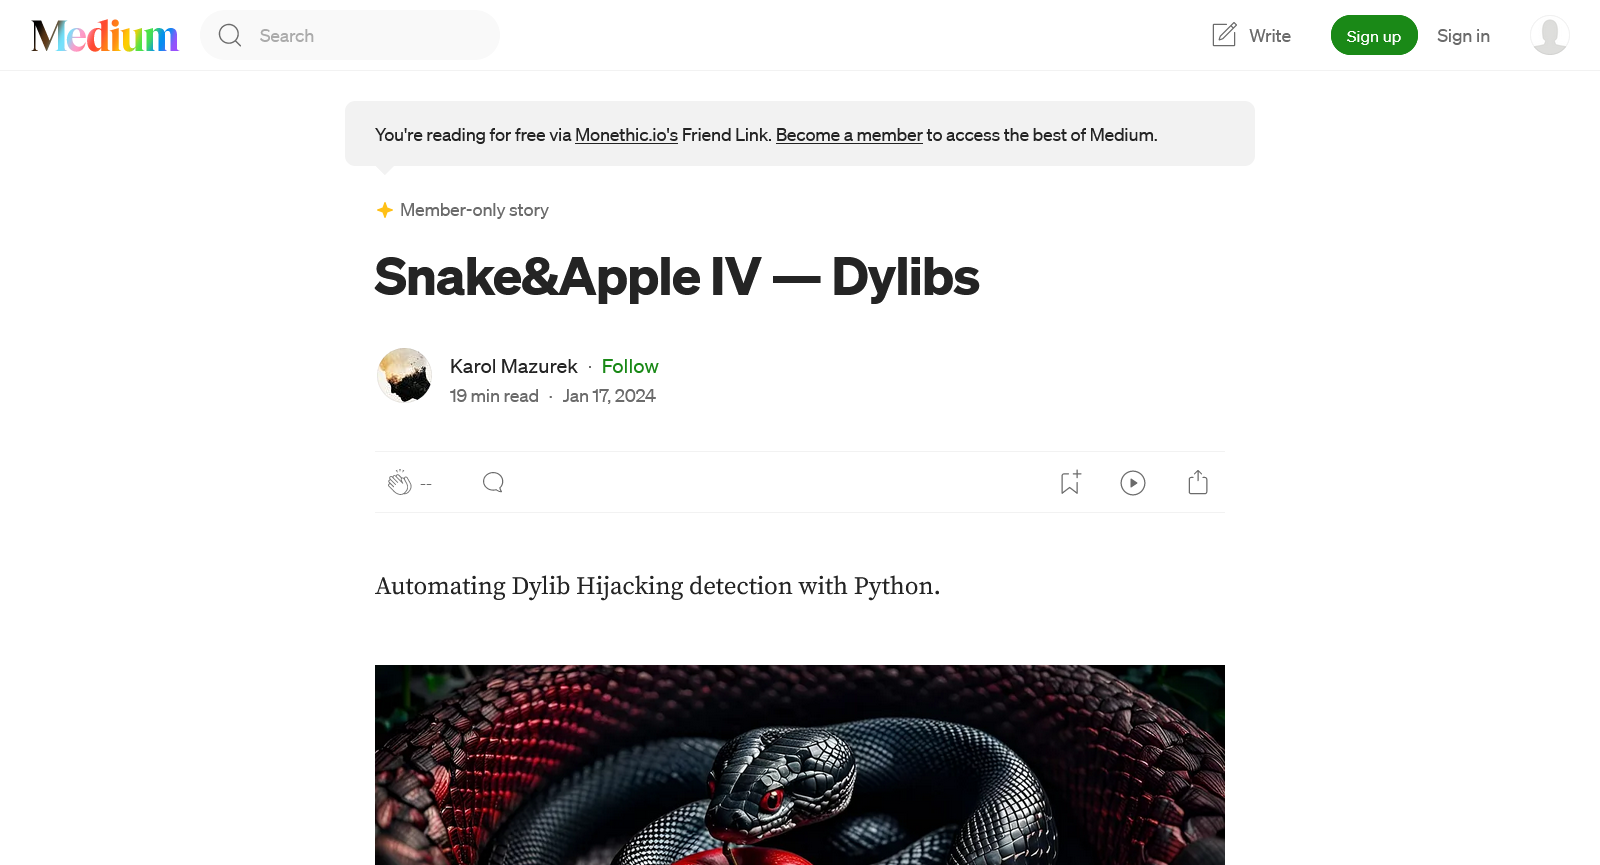 Medium
Search
Write
Sign up
Sign in
You're reading for free via Monethic.io's Friend Link. Become a member to access the best of Medium.
Member-only story
Snake&Apple IV — Dylibs
Karol Mazurek · Follow
19 min read · Jan 17, 2024
--
Automating Dylib Hijacking detection with Python.